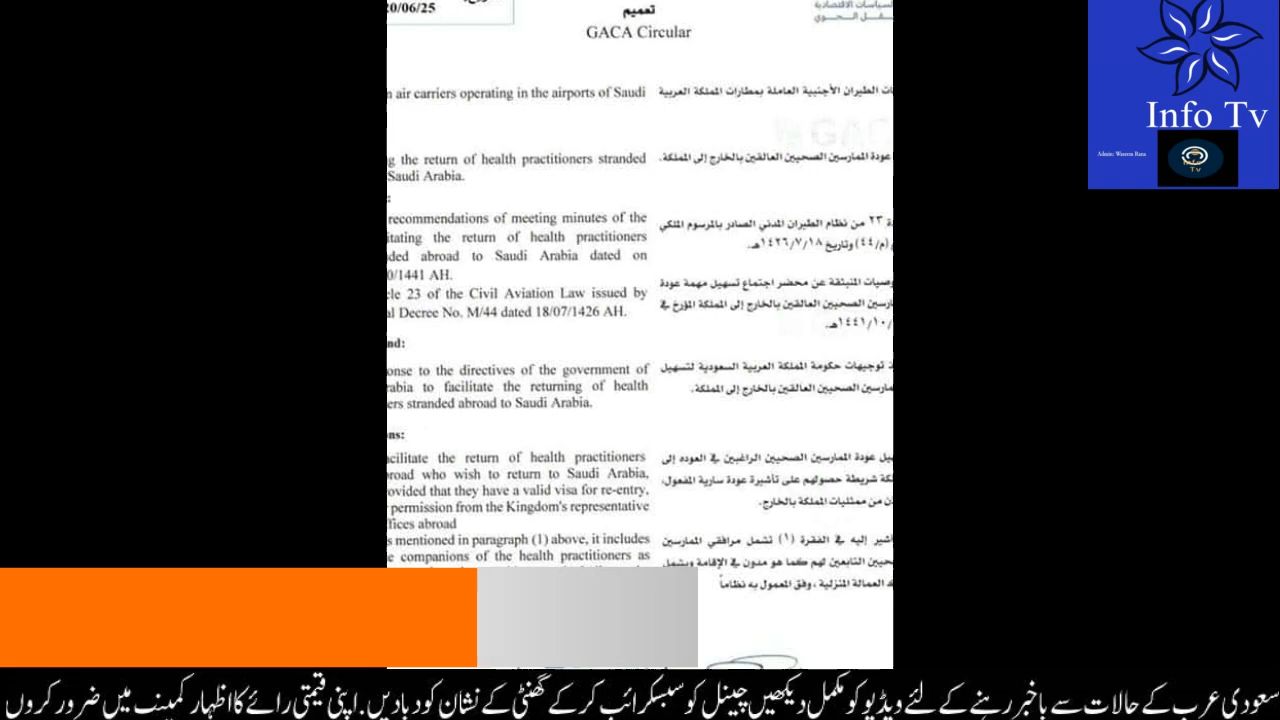 20/06/25
تعميم
GACA Circular
السياسات الاقتصادية
air carriers operating in the airports of Saudi
الطيران الأجنبية العاملة بمطارات المملكة العربية
the return of health practitioners stranded
Saudi Arabia.
عودة الممارسين الصحيين العالقين بالخارج إلى المملكة.
recommendations of meeting minutes of the
itating the return of health practitioners
ded abroad to Saudi Arabia dated on
0/1441 AH.
cle 23 of the Civil Aviation Law issued by
al Decree No. M/44 dated 18/07/1426 AH.
٢٣ من نظام الطيران المدني الصادر بالمرسوم الملكي
(م/٤٤) وتاريخ ١٤٢٦/٧/١٨هـ.
وصيات المنبثقة عن محضر اجتماع تسهيل مهمة عودة
ارسين الصحيين العالقين بالخارج إلى المملكة المؤرخ في
/١٤٤١/١٠هـ.
nd:
onse to the directives of the government of
rabia to facilitate the returning of health
ers stranded abroad to Saudi Arabia.
توجيهات حكومة المملكة العربية السعودية لتسهيل
ممارسين الصحيين العالقين بالخارج إلى المملكة.
ns:
acilitate the return of health practitioners
broad who wish to return to Saudi Arabia,
rovided that they have a valid visa for re-entry,
permission from the Kingdom's representative
fices abroad
s mentioned in paragraph (1) above, it includes
e companions of the health practitioners as
يل عودة الممارسين الصحيين الراغبين في العوده إلى
لكة شريطة حصولهم على تأشيرة عودة سارية المفعول،
ن من ممثليات المملكة بالخارج.
أشير إليه في الفقرة (١) تشمل مرافقي الممارسين
حيين التابعين لهم كما هو مدون في الإقامة ويشمل
العمالة المنزلية ، وفق المعمول به نظاماً
Info Tv
Admin: Waseem Rana
Tv
سعودی عرب کے حالات سے باخبر رہنے کے لئے ویڈیو کو مکمل دیکھیں چینل کو سبسکرائب کر کے گھنٹی کے نشان کو دبا دیں. اپنی قیمتی رائے کا اظہار کمینٹ میں ضرور کروں